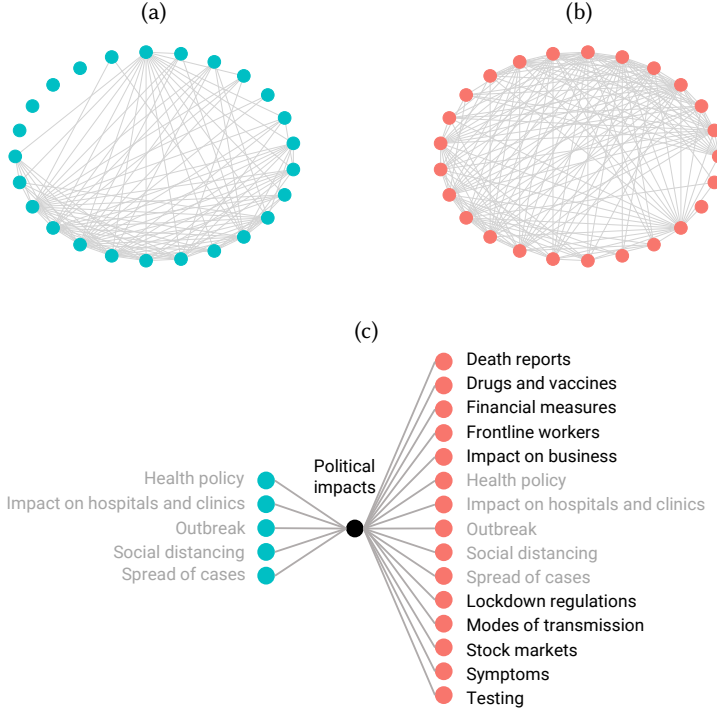 (a)
(b)
(c)
Political
impacts
Health policy
Impact on hospitals and clinics
Outbreak
Social distancing
Spread of cases
Death reports
Drugs and vaccines
Financial measures
Frontline workers
Impact on business
Health policy
Impact on hospitals and clinics
Outbreak
Social distancing
Spread of cases
Lockdown regulations
Modes of transmission
Stock markets
Symptoms
Testing